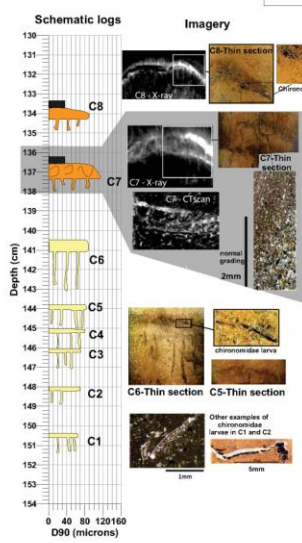 Schematic logs
Imagery
130
131
132
133
134
135
136
137
138
139
140
141
142
143
144
145
146
147
148
149
150
151
152
153
154
Depth (cm)
C8
C7
C6
C5
C4
C3
C2
C1
0 40 80 120 160
D90 (microns)
C8-Thin section
C8 - X-ray
C7-Thin section
C7 - X-ray
C7 - CTscan
normal
grading
2mm
chironomidae larva
C6-Thin section
C5-Thin section
Other examples of
chironomidae
larvae in C1 and C2
1mm
5mm